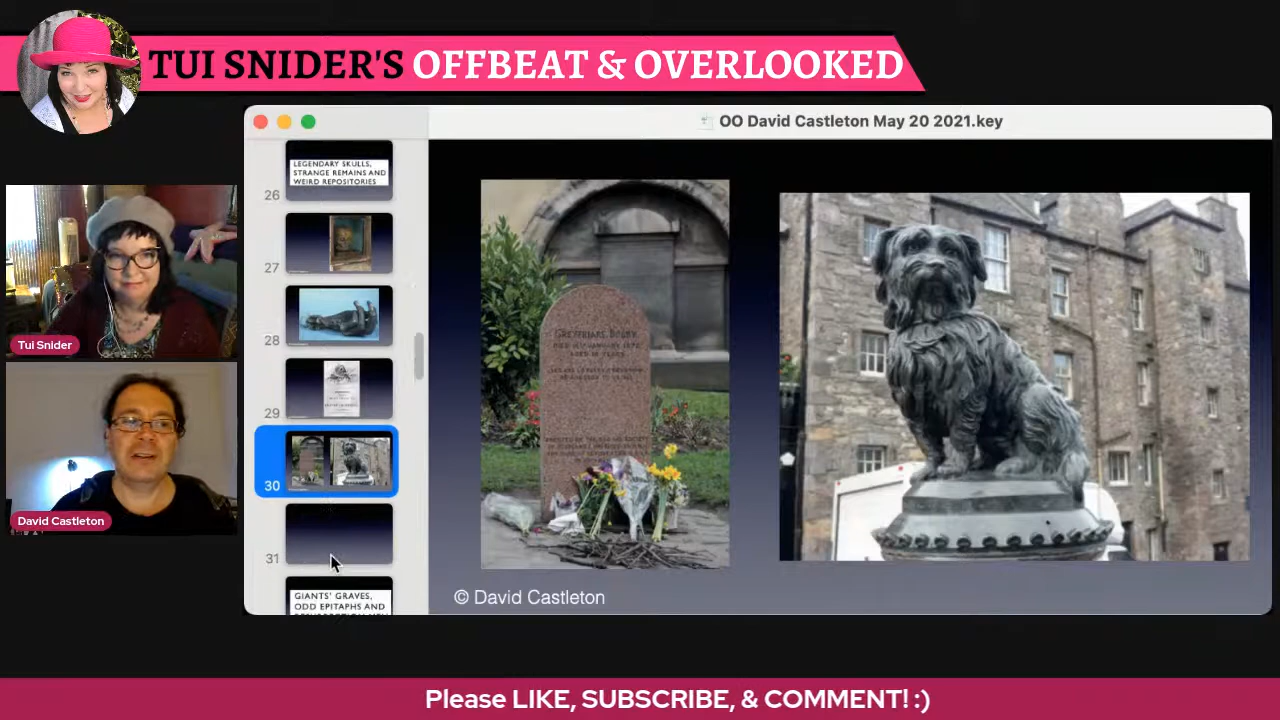 TUI SNIDER'S OFFBEAT & OVERLOOKED
OO David Castleton May 20 2021.key
LEGENDARY SKULLS,
STRANGE REMAINS AND
WEIRD REPOSITORIES
26
27
28
29
30
31
GIANTS' GRAVES,
ODD EPITAPHS AND
GREYFRIARS BOBBY
© David Castleton
Tui Snider
David Castleton
Please LIKE, SUBSCRIBE, & COMMENT! :)